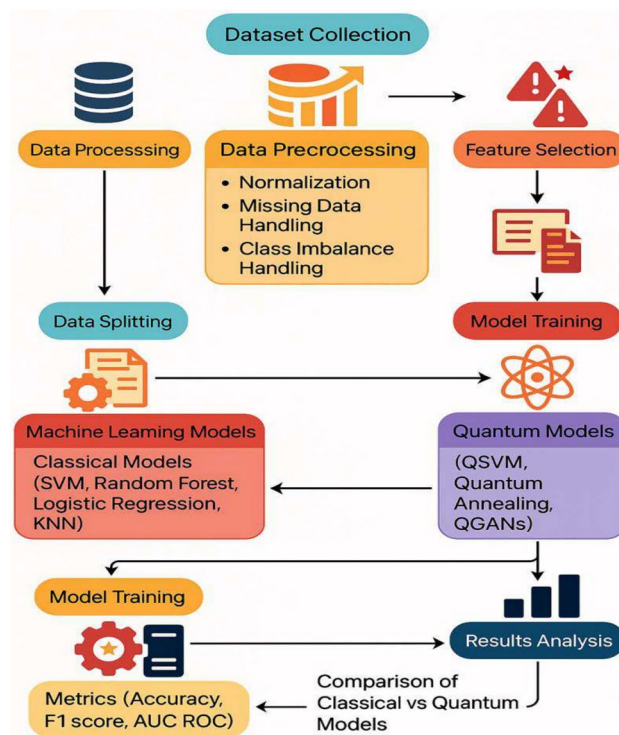 Dataset Collection
Data Processsing
Data Precrocessing
• Normalization
• Missing Data
Handling
• Class Imbalance
Handling
Feature Selection
Data Splitting
Model Training
Machine Learning Models
Classical Models
(SVM, Random Forest,
Logistic Regression,
KNN)
Quantum Models
(QSVM,
Quantum
Annealing,
QGANs)
Model Training
Results Analysis
Metrics (Accuracy,
F1 score, AUC ROC)
Comparison of
Classical vs Quantum
Models